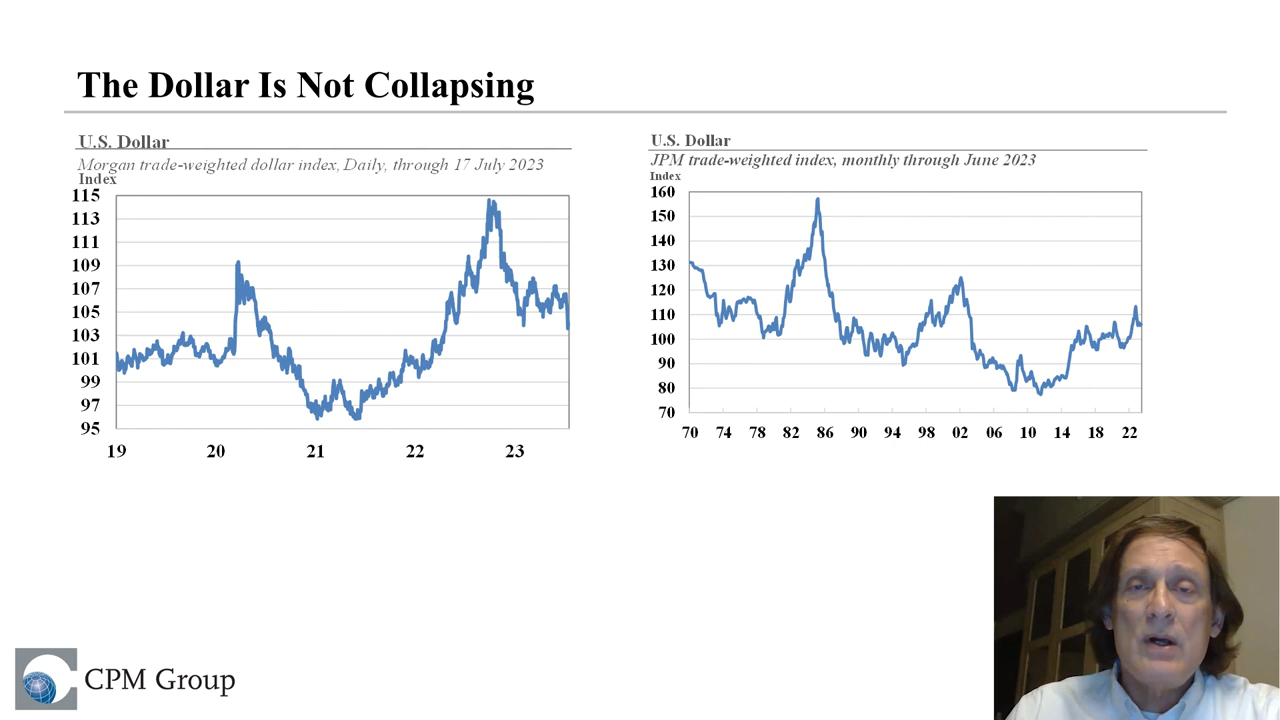 The Dollar Is Not Collapsing
U.S. Dollar
Morgan trade-weighted dollar index, Daily, through 17 July 2023
Index
115
113
111
109
107
105
103
101
99
97
95
19 20 21 22 23
U.S. Dollar
JPM trade-weighted index, monthly through June 2023
Index
160
150
140
130
120
110
100
90
80
70
70 74 78 82 86 90 94 98 02 06 10 14 18 22
CPM Group